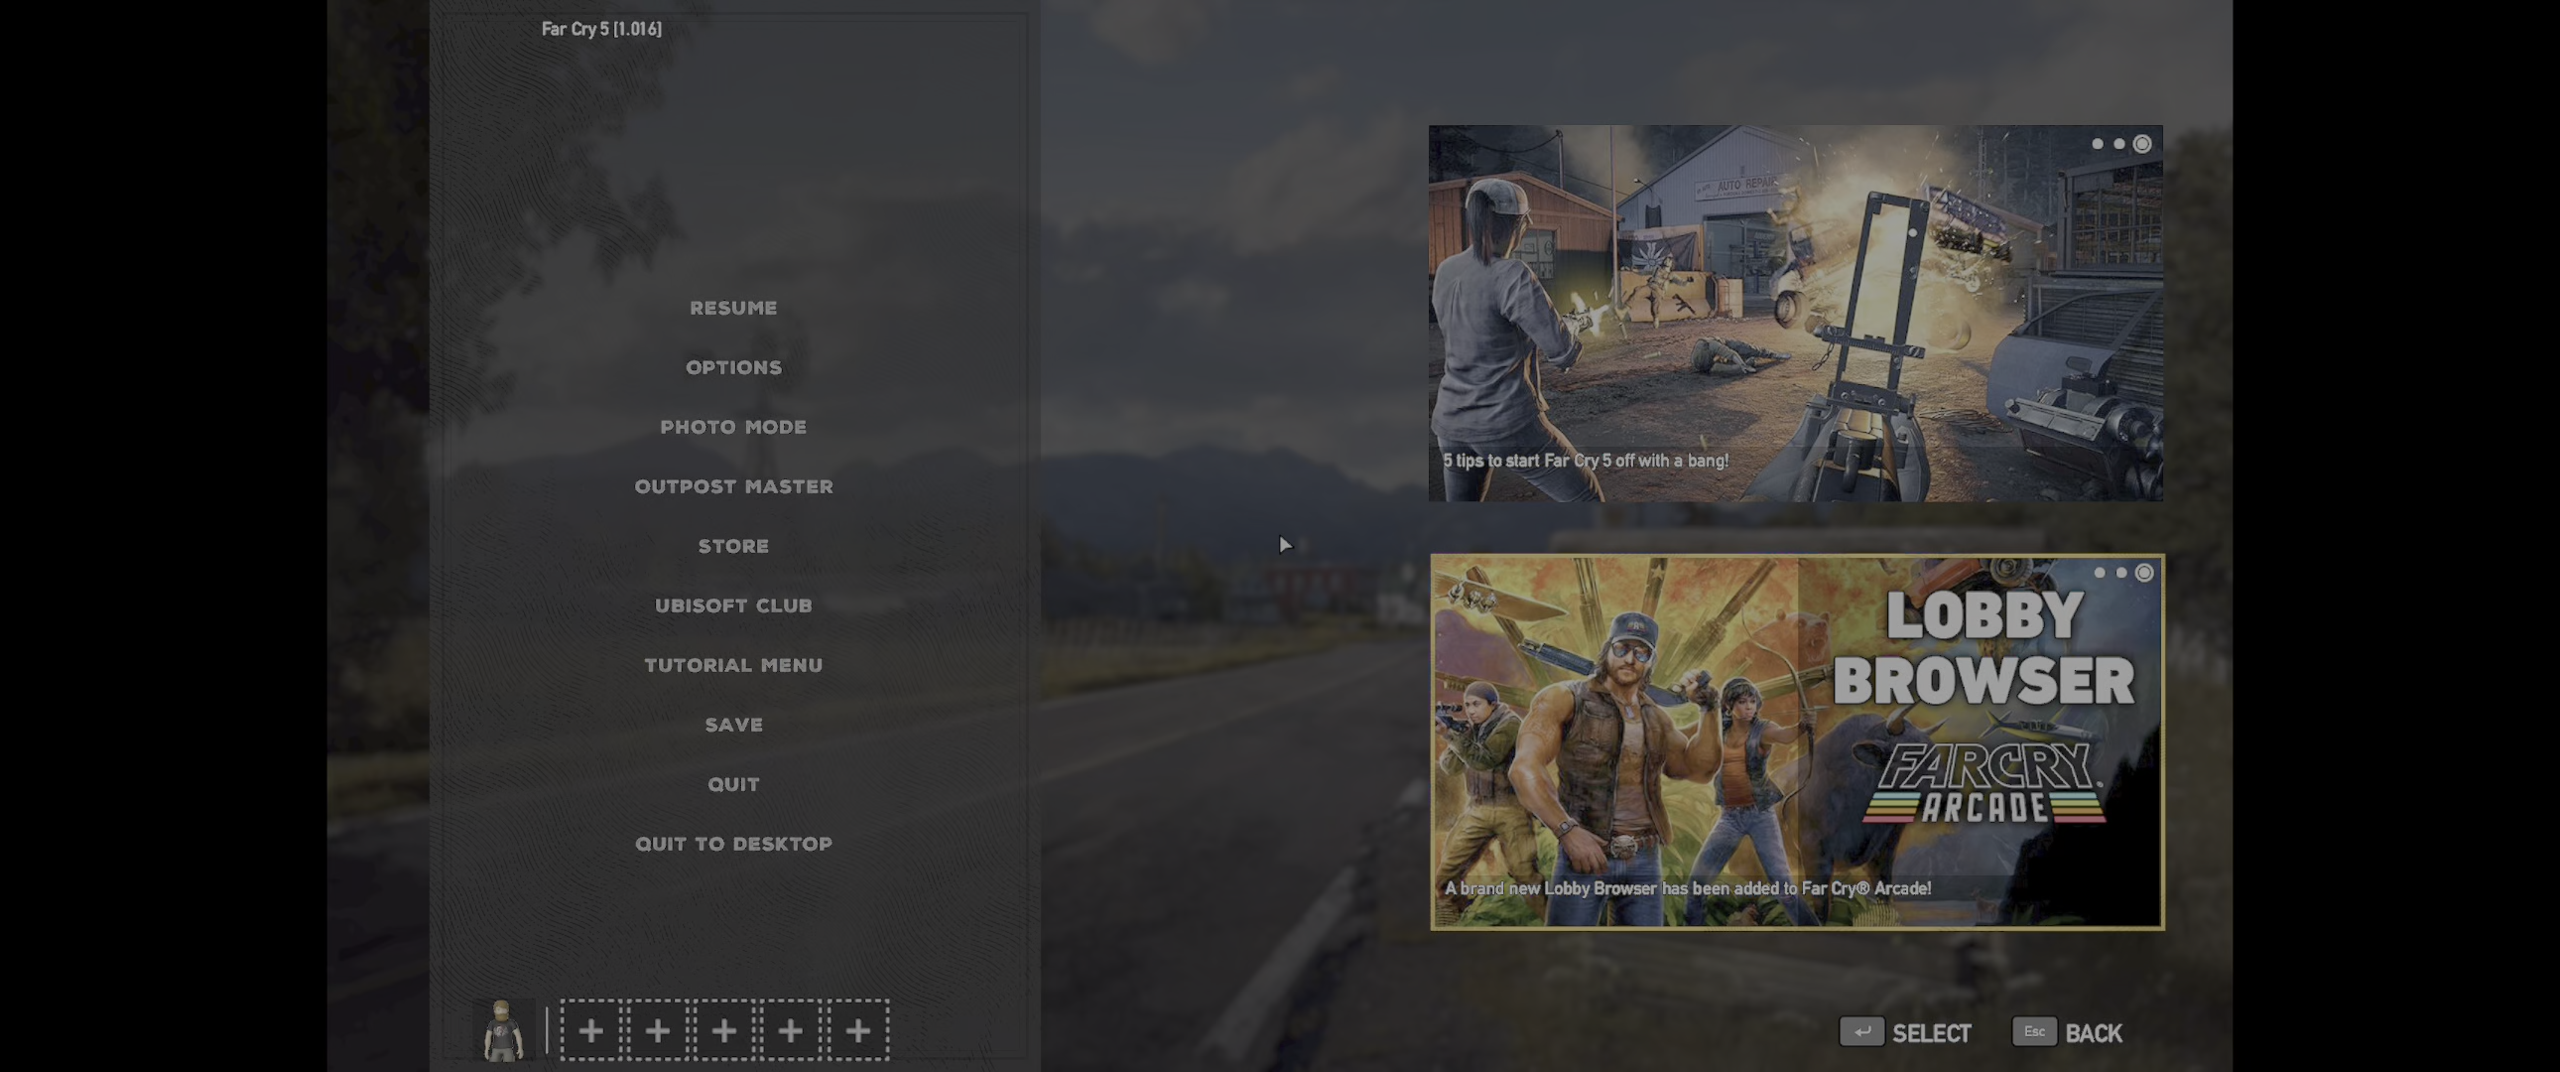 Far Cry 5 [1.016]
RESUME
OPTIONS
PHOTO MODE
OUTPOST MASTER
STORE
UBISOFT CLUB
TUTORIAL MENU
SAVE
QUIT
QUIT TO DESKTOP
AUTO REPAIR
5 tips to start Far Cry 5 off with a bang!
LOBBY
BROWSER
FARCRY
ARCADE
A brand new Lobby Browser has been added to Far Cry® Arcade!
SELECT
Esc BACK